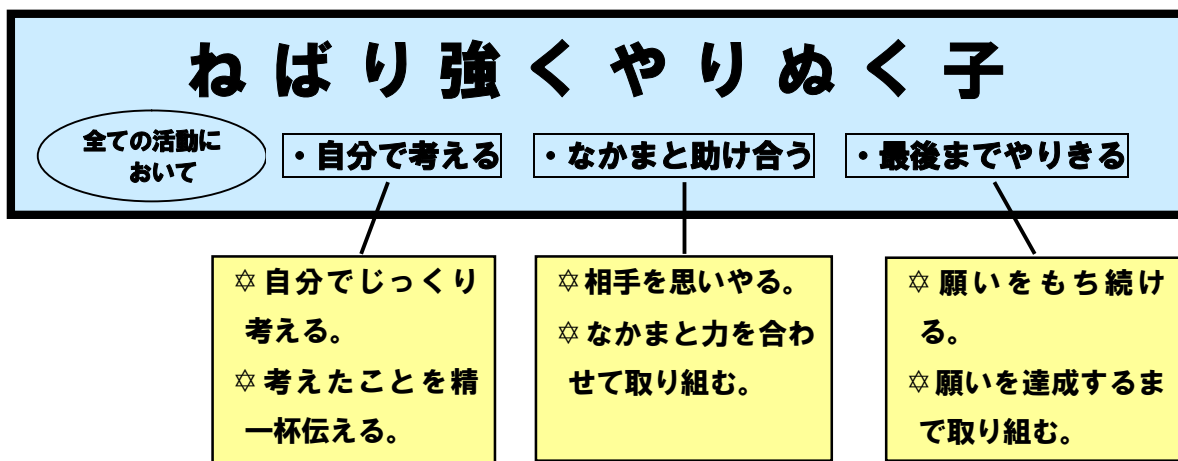 ねばり強くやりぬく子
全ての活動に
おいて
・自分で考える
・なかまと助け合う
・最後までやりきる
✡自分でじっくり
考える。
✡考えたことを精
一杯伝える。
✡相手を思いやる。
✡なかまと力を合わ
せて取り組む。
✡願いをもち続け
る。
✡願いを達成するま
で取り組む。